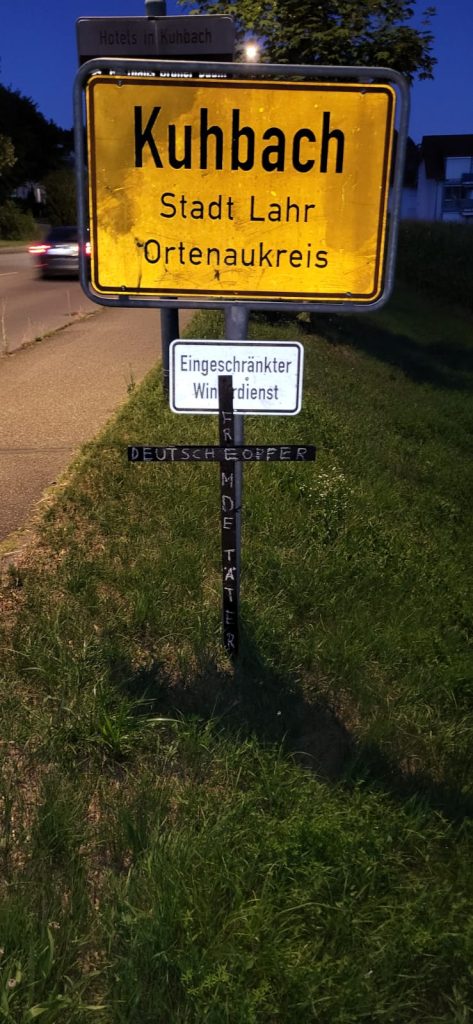 Hotels in Kuhbach
Kuhbach
Stadt Lahr
Ortenaukreis
Eingeschränkter
Winterdienst
DEUTSCHE OPFER
FREMDE TÄTER